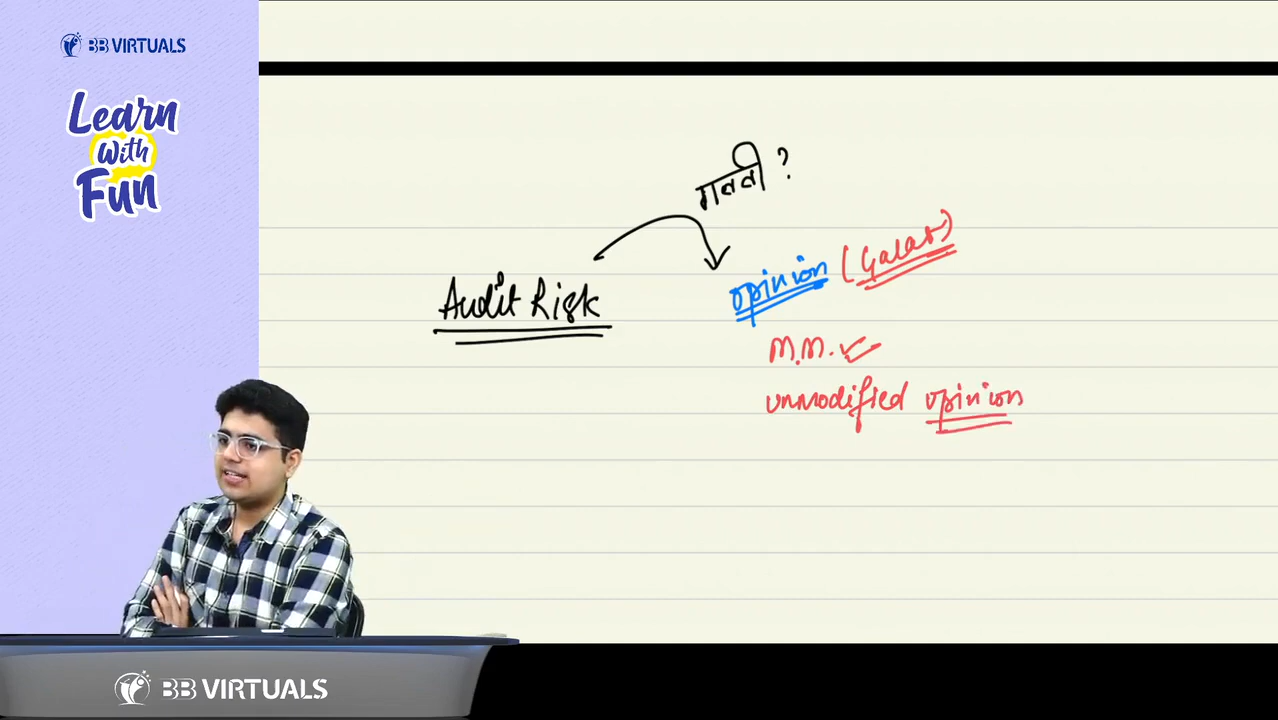 BB VIRTUALS
Learn
With
Fun
गलती ?
Audit Risk
opinion (Galat)
M.M.
unmodified opinion
BB VIRTUALS